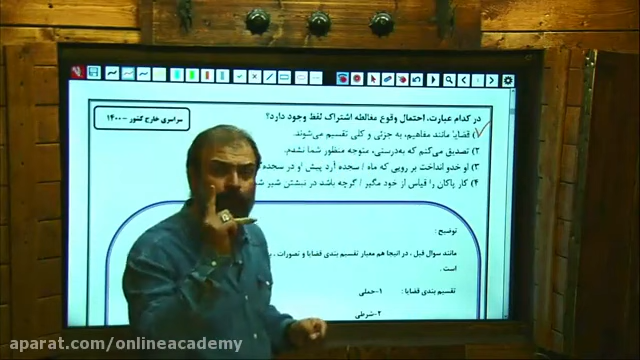 سراسری خارج کشور - ۱۴۰۰
در کدام عبارت، احتمال وقوع مغالطه اشتراک لفظ وجود دارد؟
۱) قضایا مانند مفاهیم، به جزئی و کلی تقسیم می‌شوند.
۲) تصدیق می‌کنم که به‌درستی، متوجه منظور شما نشدم.
۳) او خدو انداخت بر رویی که ماه / سجده آرد پیش او در سجده‌گاه
۴) کار پاکان را قیاس از خود مگیر / گرچه باشد در نبشتن شیر
توضیح:
مانند سوال قبل، در اینجا هم معیار تقسیم بندی قضایا و تصورات ،
است .
تقسیم بندی قضایا : ۱-حملی
۲-شرطی
aparat.com/onlineacademy